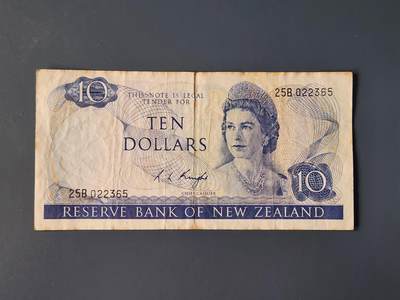 10
THIS NOTE IS LEGAL
TENDER FOR
25B 022365
TEN
DOLLARS
25B 022365
10
RESERVE BANK OF NEW ZEALAND